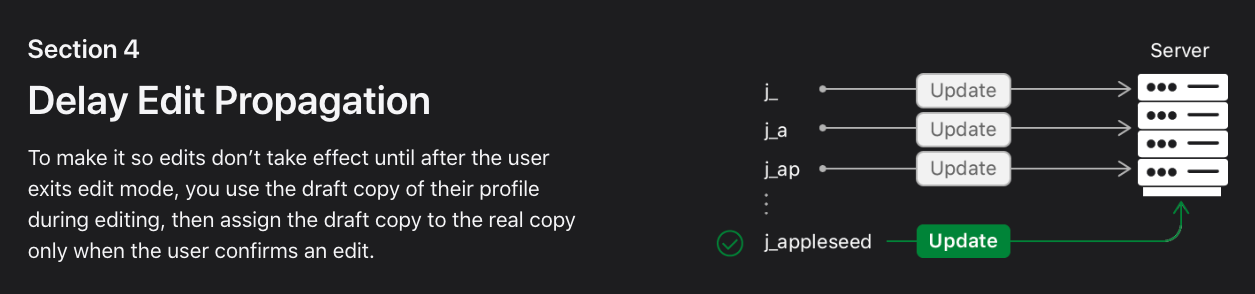 Section 4
Delay Edit Propagation
To make it so edits don’t take effect until after the user
exits edit mode, you use the draft copy of their profile
during editing, then assign the draft copy to the real copy
only when the user confirms an edit.
Server
j_ Update
j_a Update
j_ap Update
j_appleseed Update